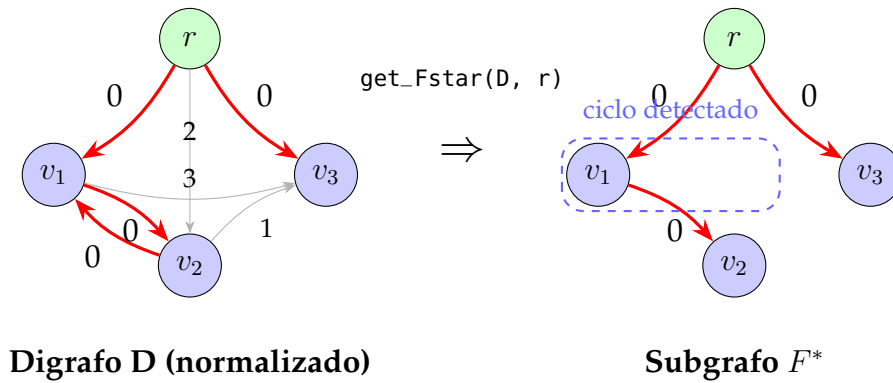 r
0
0
2
3
v₁
v₃
0
0
1
v₂
Digrafo D (normalizado)
get_Fstar(D, r)
⇒
r
0
0
ciclo detectado
v₁
v₃
0
v₂
Subgrafo F*